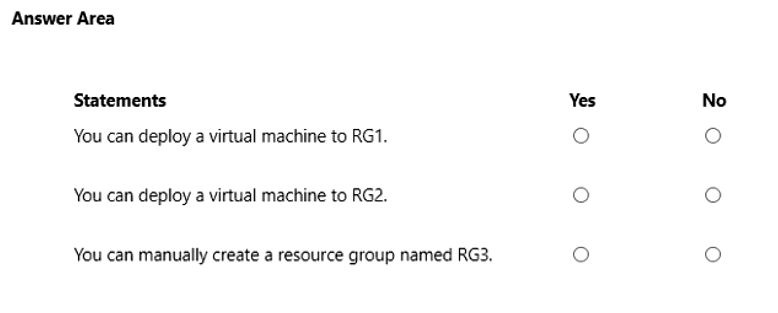 Answer Area
Statements Yes No
You can deploy a virtual machine to RG1.
You can deploy a virtual machine to RG2.
You can manually create a resource group named RG3.